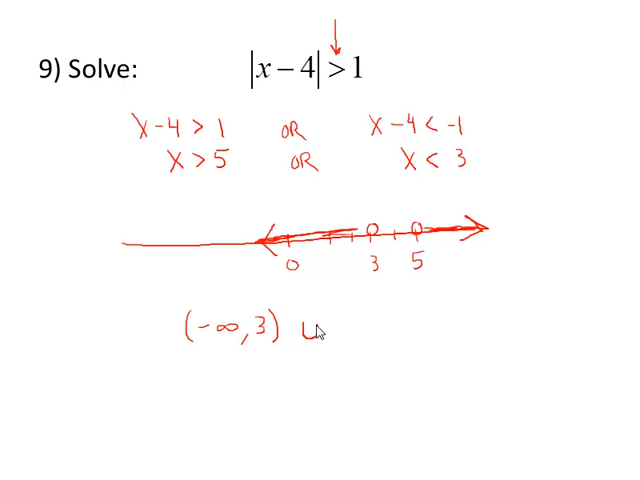 9) Solve: |x − 4| > 1
x - 4 > 1 OR x - 4 < -1
x > 5 OR x < 3
0 3 5
(-∞, 3) ∪